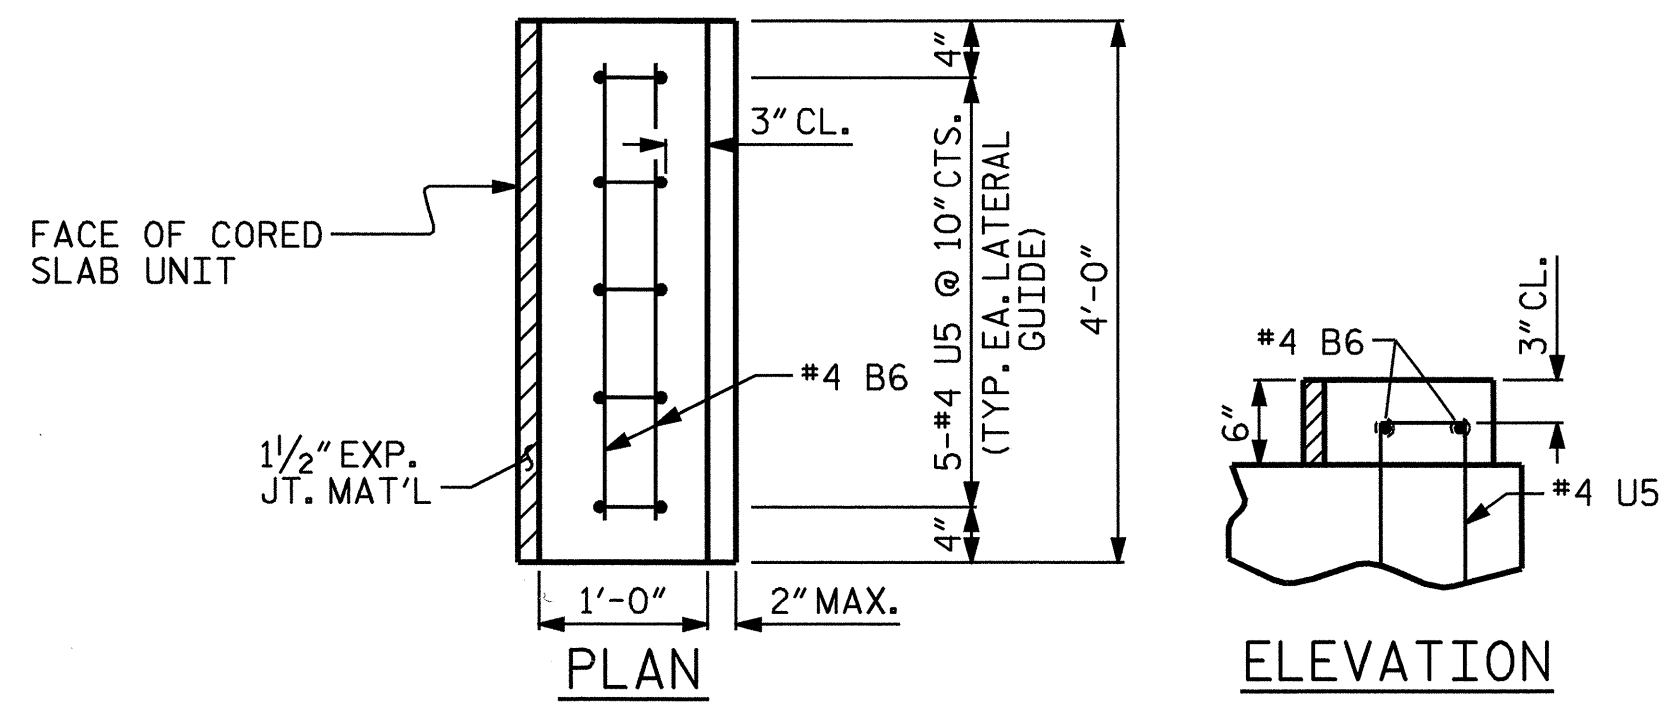 FACE OF CORED
SLAB UNIT
1 1/2" EXP.
JT. MAT'L
3" CL.
#4 B6
4"
5-#4 U5 @ 10" CTS.
(TYP. EA. LATERAL
GUIDE)
4"
4'-0"
1'-0"
2" MAX.
PLAN
#4 B6
3" CL.
6"
#4 U5
ELEVATION